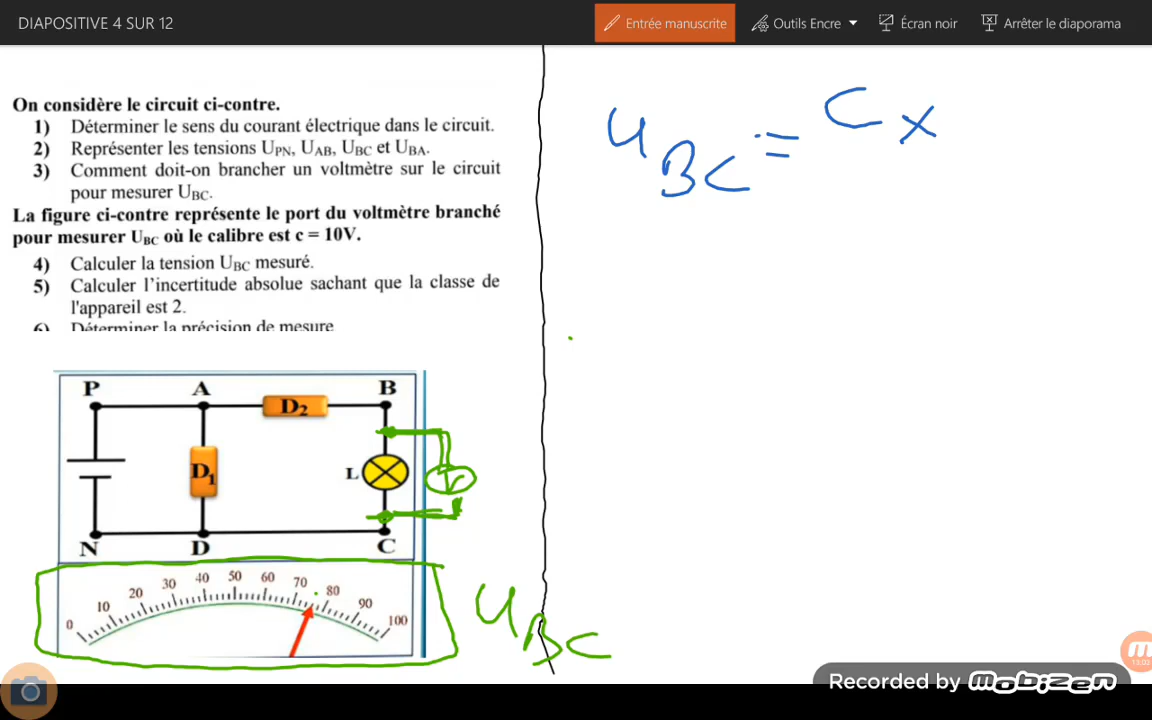 DIAPOSITIVE 4 SUR 12
Entrée manuscrite
Outils Encre
Écran noir
Arrêter le diaporama
On considère le circuit ci-contre.
1) Déterminer le sens du courant électrique dans le circuit.
2) Représenter les tensions UPN, UAB, UBC et UBA.
3) Comment doit-on brancher un voltmètre sur le circuit
pour mesurer UBC.
La figure ci-contre représente le port du voltmètre branché
pour mesurer UBC où le calibre est c = 10V.
4) Calculer la tension UBC mesuré.
5) Calculer l'incertitude absolue sachant que la classe de
l'appareil est 2.
6) Déterminer la précision de mesure
U BC = C x
P A B
D2
D1
L
N D C
0 10 20 30 40 50 60 70 80 90 100
U BC
Recorded by mobizen
13:03